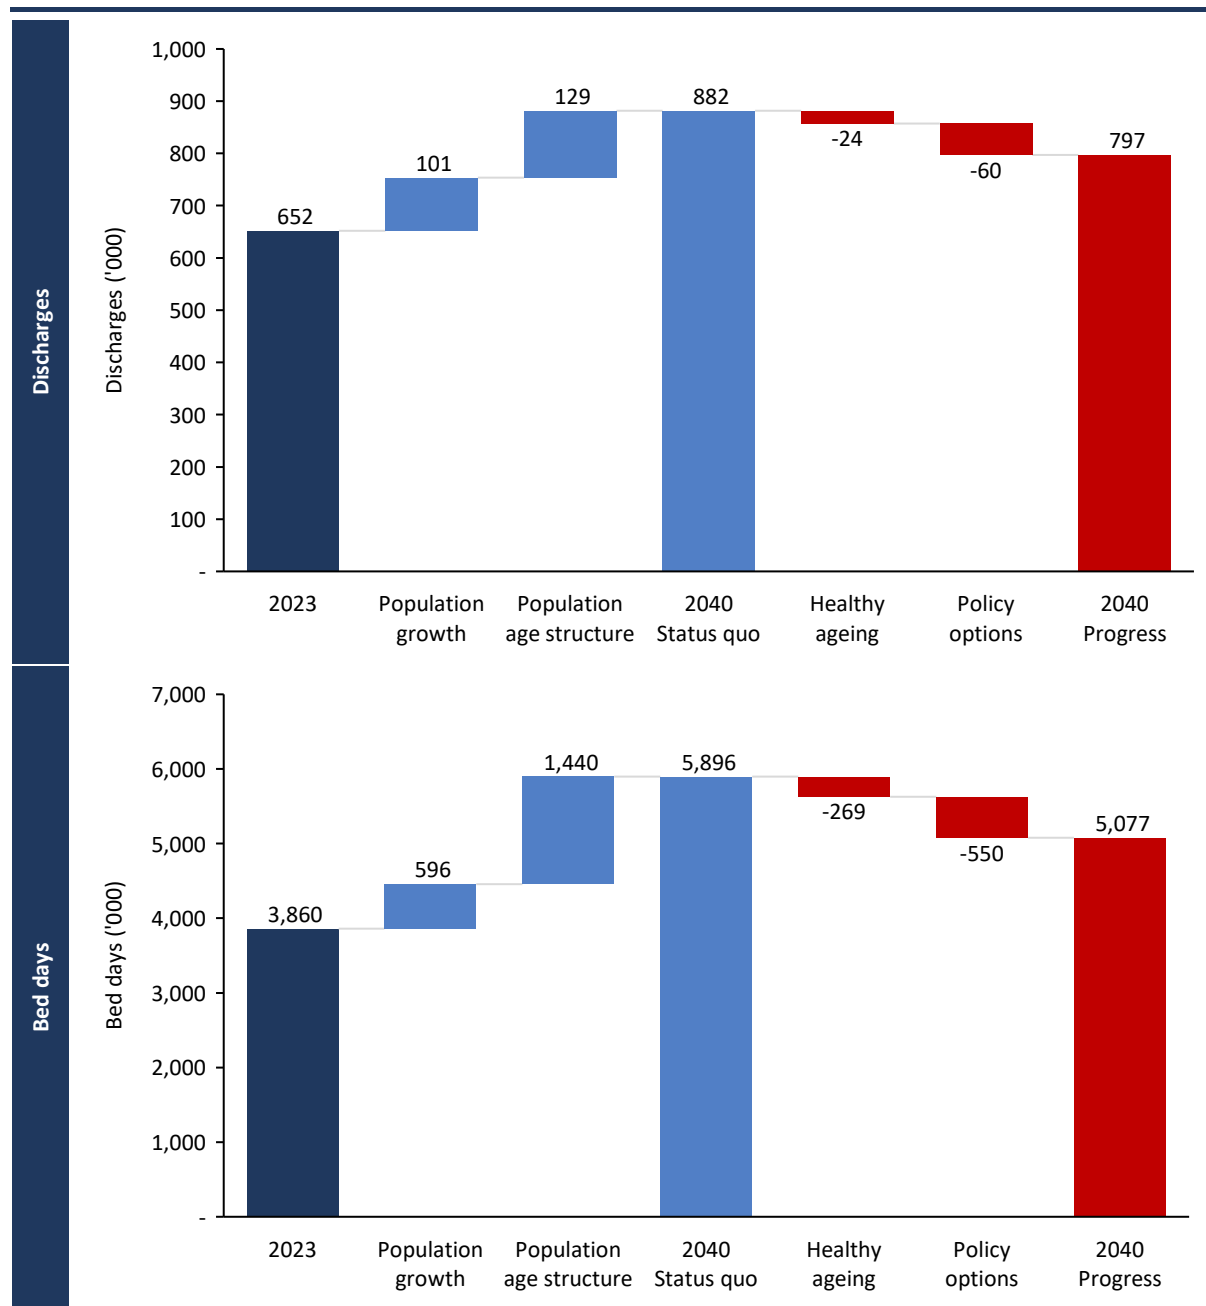 Discharges
Discharges ('000)
1,000
900
800
700
600
500
400
300
200
100
-
652
101
129
882
-24
-60
797
2023
Population
growth
Population
age structure
2040
Status quo
Healthy
ageing
Policy
options
2040
Progress
Bed days
Bed days ('000)
7,000
6,000
5,000
4,000
3,000
2,000
1,000
-
3,860
596
1,440
5,896
-269
-550
5,077
2023
Population
growth
Population
age structure
2040
Status quo
Healthy
ageing
Policy
options
2040
Progress